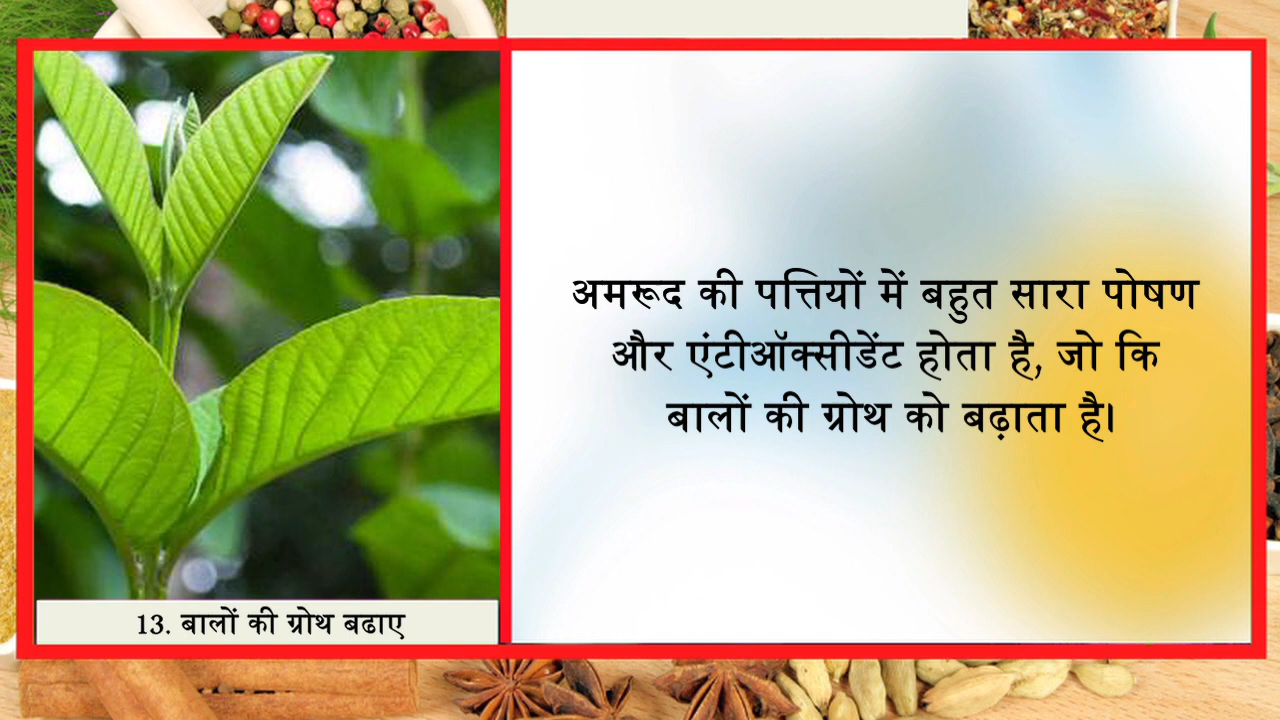 अमरूद की पत्तियों में बहुत सारा पोषण
और एंटीऑक्सीडेंट होता है, जो कि
बालों की ग्रोथ को बढ़ाता है।
13. बालों की ग्रोथ बढाए